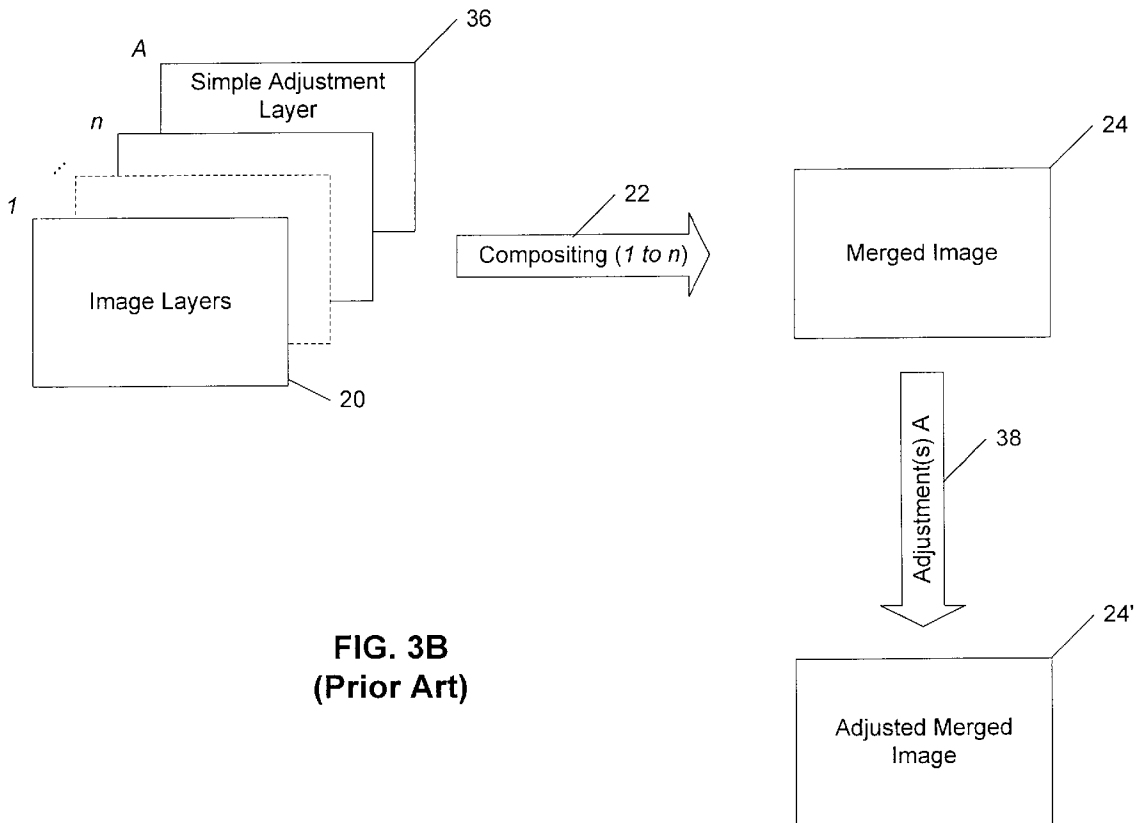 A
36
Simple Adjustment
Layer
n
...
1
Image Layers
20
22
Compositing (1 to n)
24
Merged Image
Adjustment(s) A
38
24'
Adjusted Merged
Image
FIG. 3B
(Prior Art)